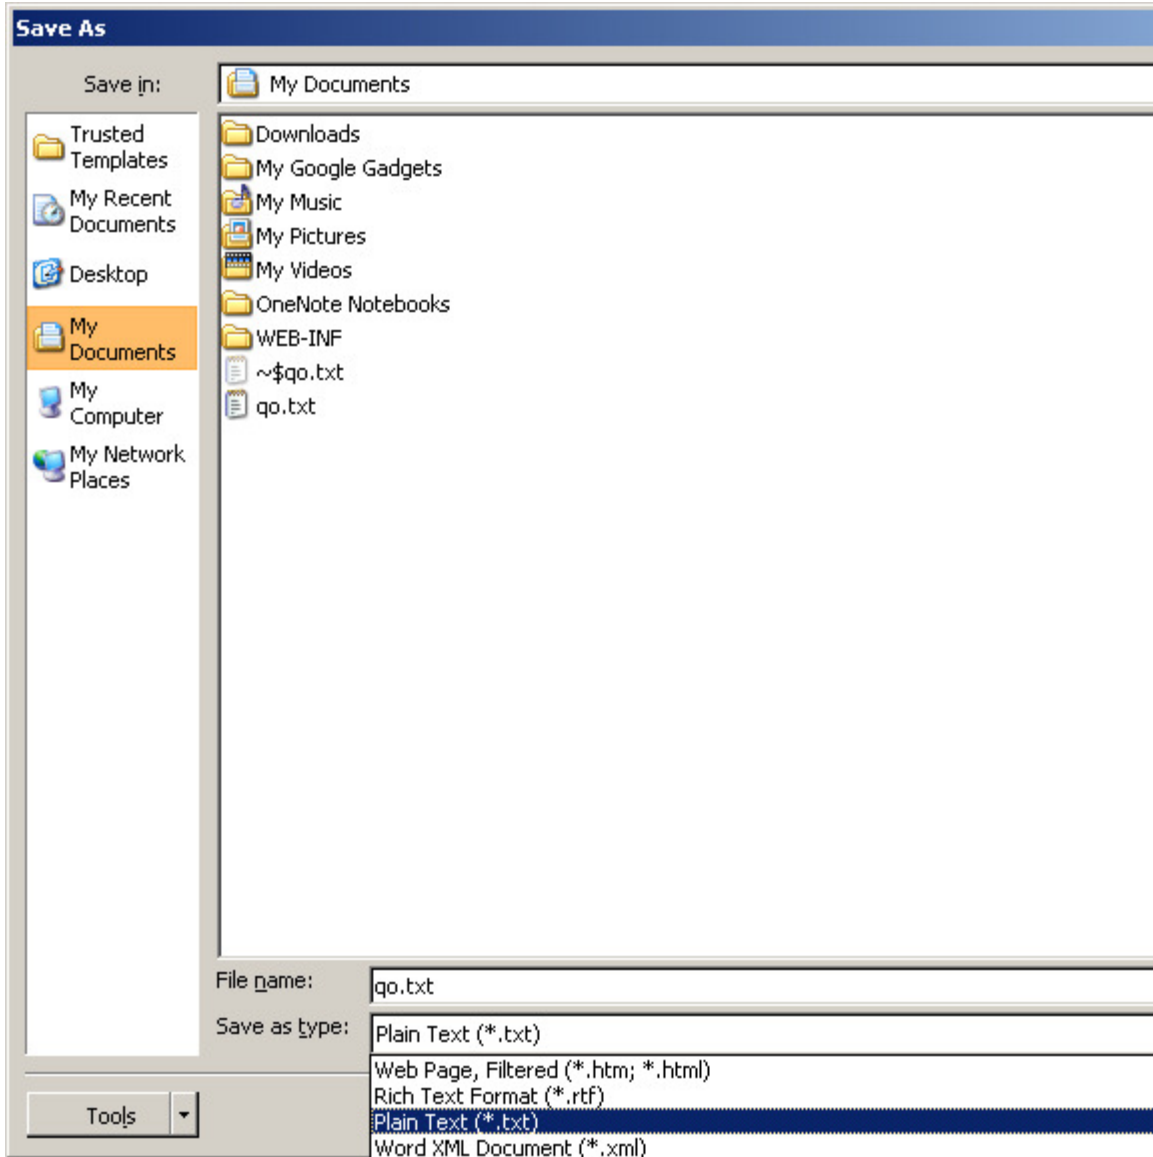 Save As
Save in:
My Documents
Trusted
Templates
My Recent
Documents
Desktop
My
Documents
My
Computer
My Network
Places
Downloads
My Google Gadgets
My Music
My Pictures
My Videos
OneNote Notebooks
WEB-INF
~$qo.txt
qo.txt
File name:
qo.txt
Save as type:
Plain Text (*.txt)
Web Page, Filtered (*.htm; *.html)
Rich Text Format (*.rtf)
Plain Text (*.txt)
Word XML Document (*.xml)
Tools